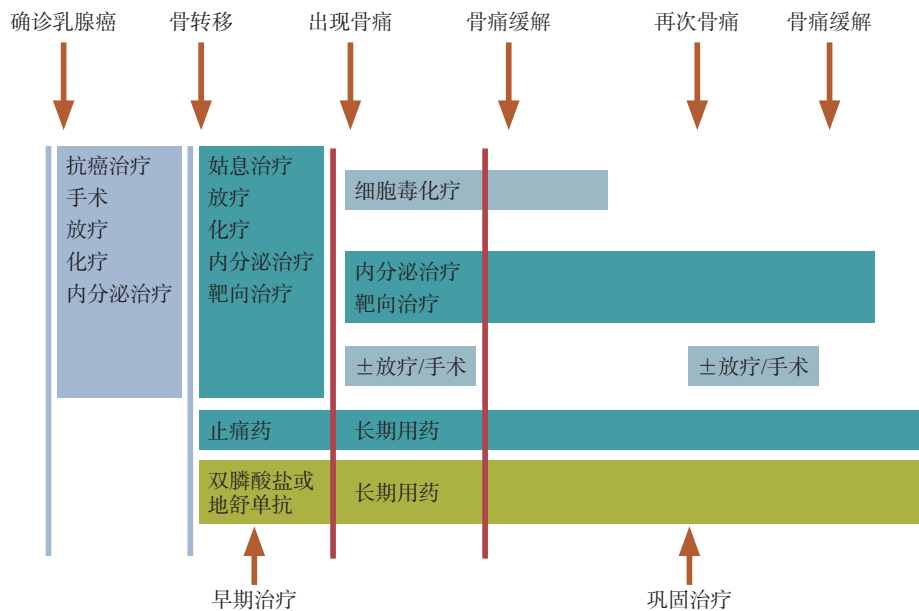 确诊乳腺癌
骨转移
出现骨痛
骨痛缓解
再次骨痛
骨痛缓解
抗癌治疗
手术
放疗
化疗
内分泌治疗
姑息治疗
放疗
化疗
内分泌治疗
靶向治疗
细胞毒化疗
内分泌治疗
靶向治疗
±放疗/手术
±放疗/手术
止痛药
长期用药
双膦酸盐或
地舒单抗
长期用药
早期治疗
巩固治疗